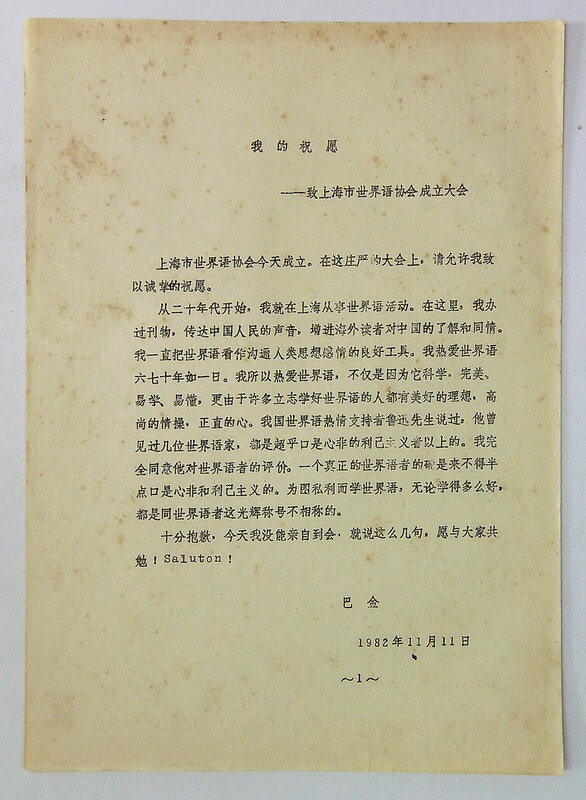 我的祝愿
——致上海市世界语协会成立大会
上海市世界语协会今天成立。在这庄严的大会上，请允许我致
以诚挚的祝愿。
从二十年代开始，我就在上海从事世界语活动。在这里，我办
过刊物，传达中国人民的声音，增进海外读者对中国的了解和同情。
我一直把世界语看作沟通人类思想感情的良好工具。我热爱世界语
六七十年如一日。我所以热爱世界语，不仅是因为它科学，完美、
易学、易懂，更由于许多立志学好世界语的人都有美好的理想，高
尚的情操，正直的心。我国世界语热情支持者鲁迅先生说过，他曾
见过几位世界语家，都是超乎口是心非的利己主义者以上的。我完
全同意他对世界语者的评价。一个真正的世界语者的确是来不得半
点口是心非和利己主义的。为图私利而学世界语，无论学得多么好，
都是同世界语者这光辉称号不相称的。
十分抱歉，今天我没能亲自到会、就说这么几句，愿与大家共
勉！Saluton！
巴金
1982年11月11日
～1～